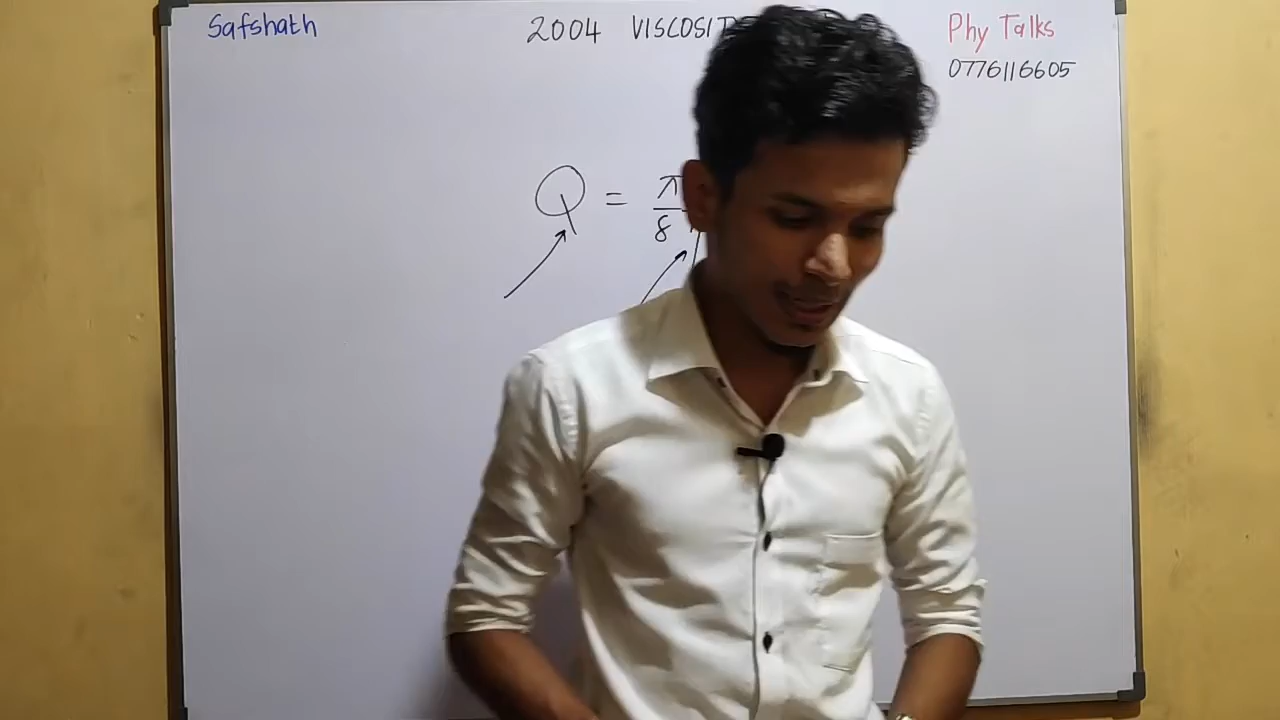 Safshath
2004 VISCOSIT
Phy Talks
0776116605
Q = π
8